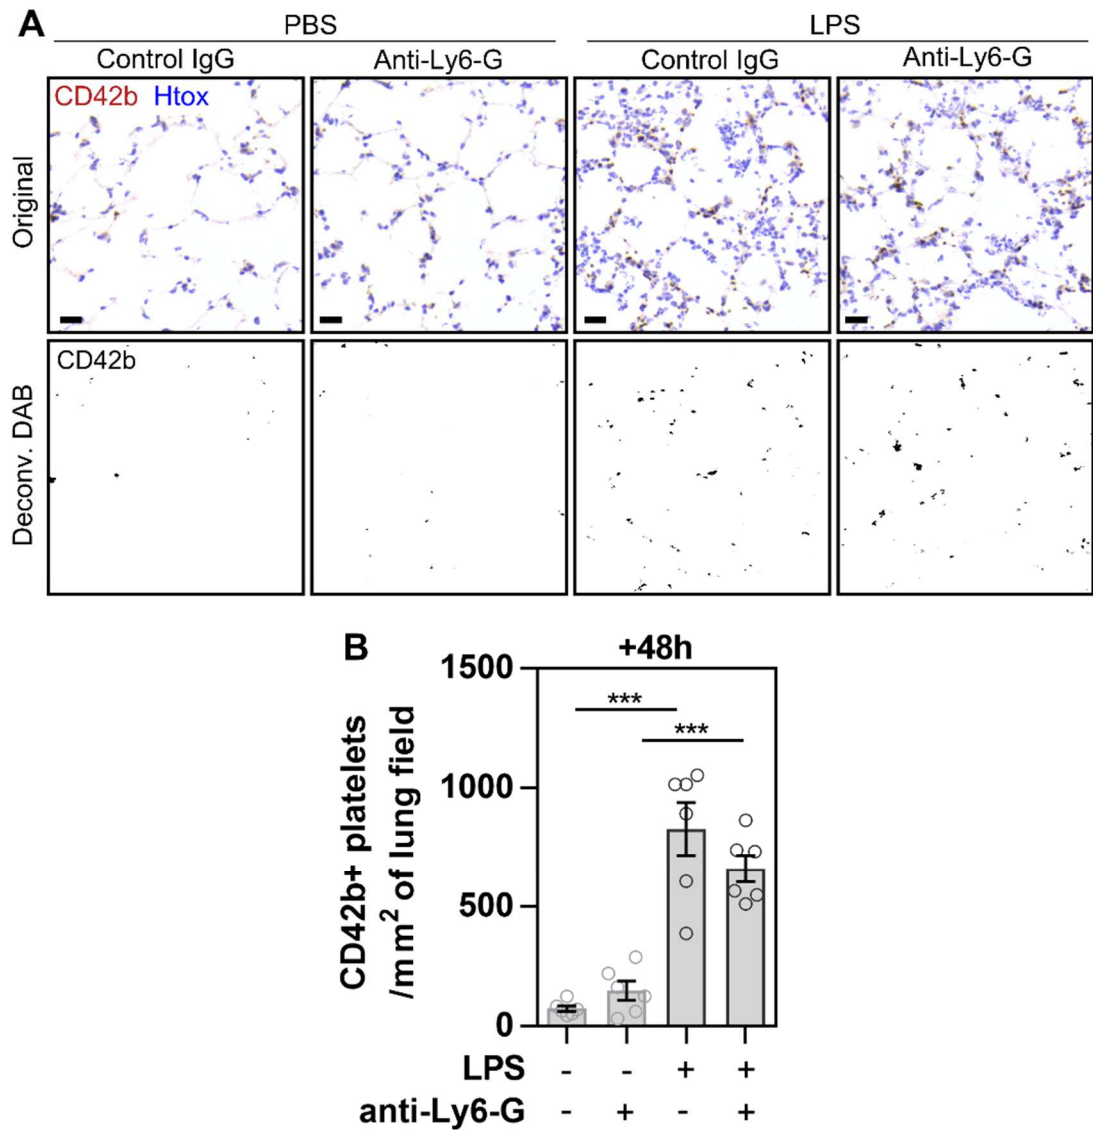 A
PBS
LPS
Control IgG
Anti-Ly6-G
Control IgG
Anti-Ly6-G
Original
CD42b Htox
Deconv. DAB
CD42b
B
+48h
CD42b+ platelets
/mm² of lung field
1500
1000
500
0
***
***
LPS - - + +
anti-Ly6-G - + - +